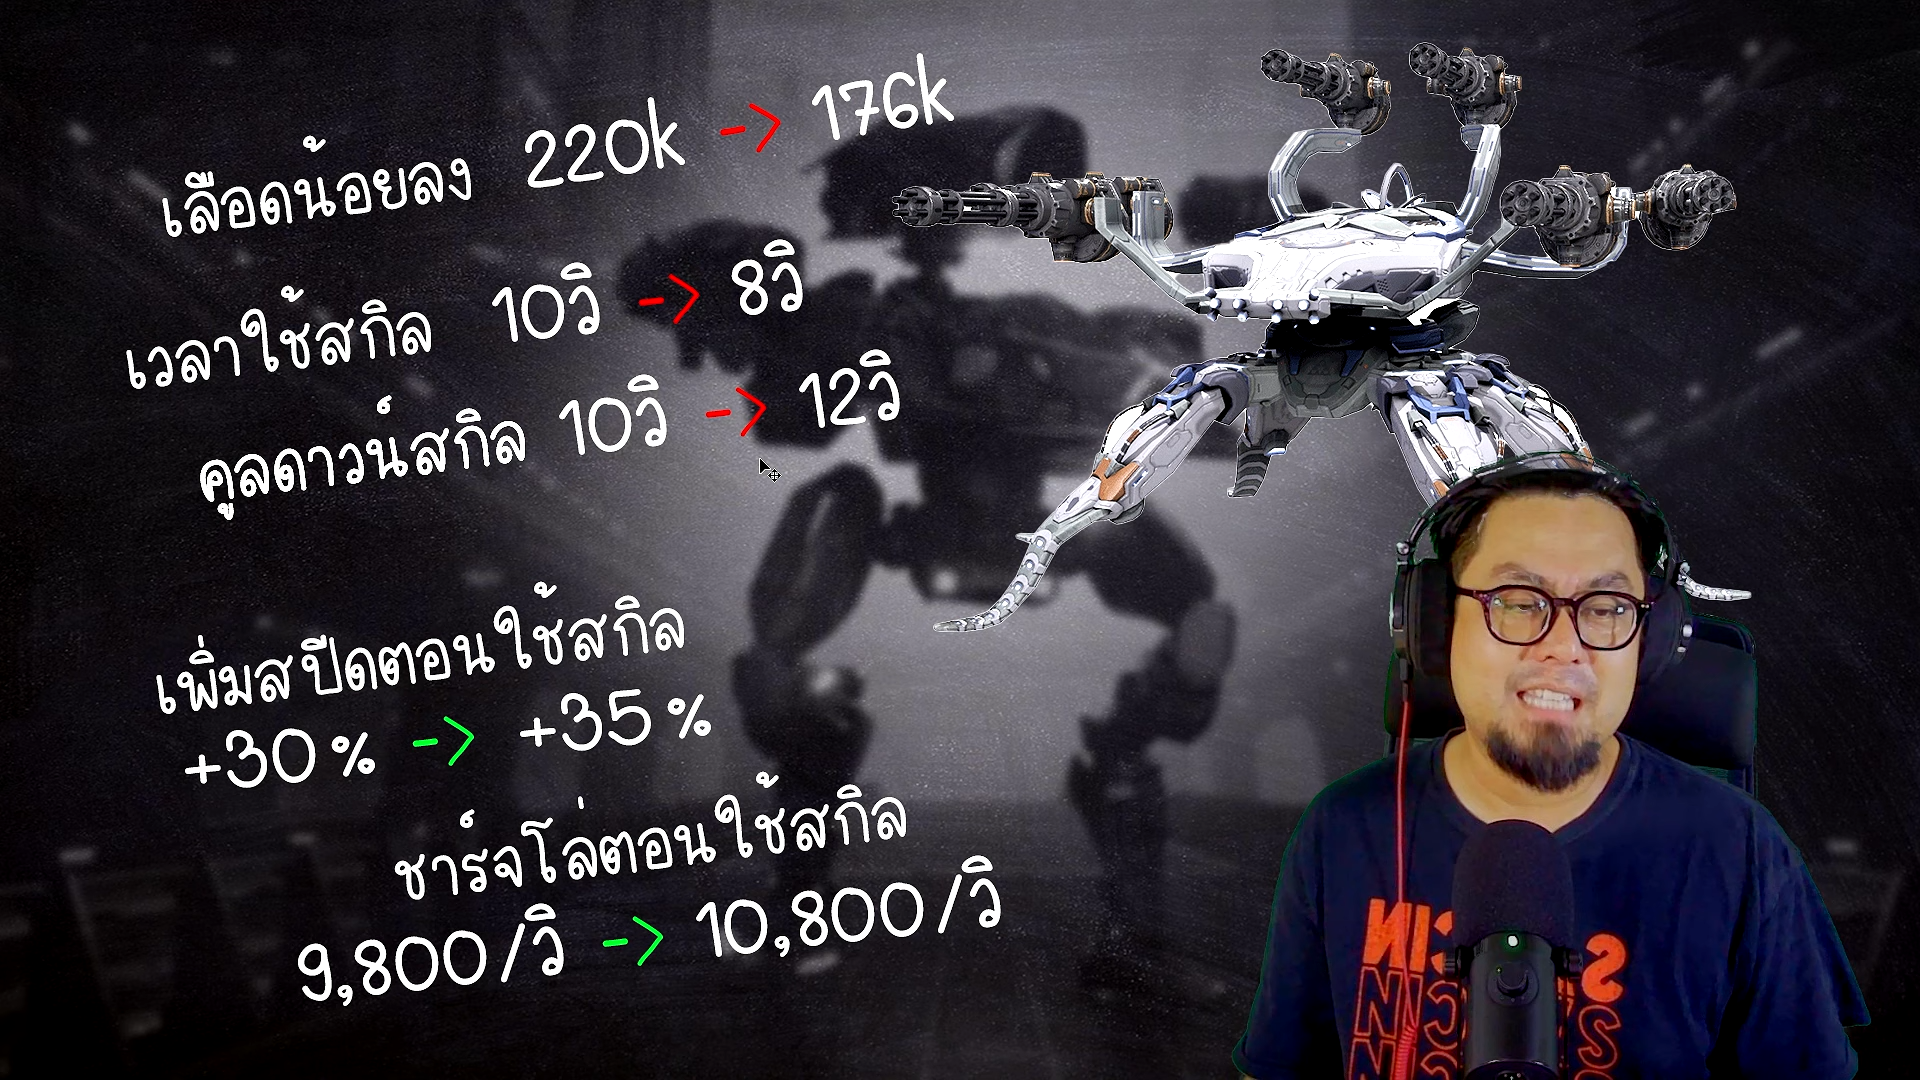 เลือดน้อยลง 220k -> 176k
เวลาใช้สกิล 10วิ -> 8วิ
คูลดาวน์สกิล 10วิ -> 12วิ
เพิ่มสปีดตอนใช้สกิล
+30% -> +35%
ชาร์จโล่ตอนใช้สกิล
9,800/วิ -> 10,800/วิ